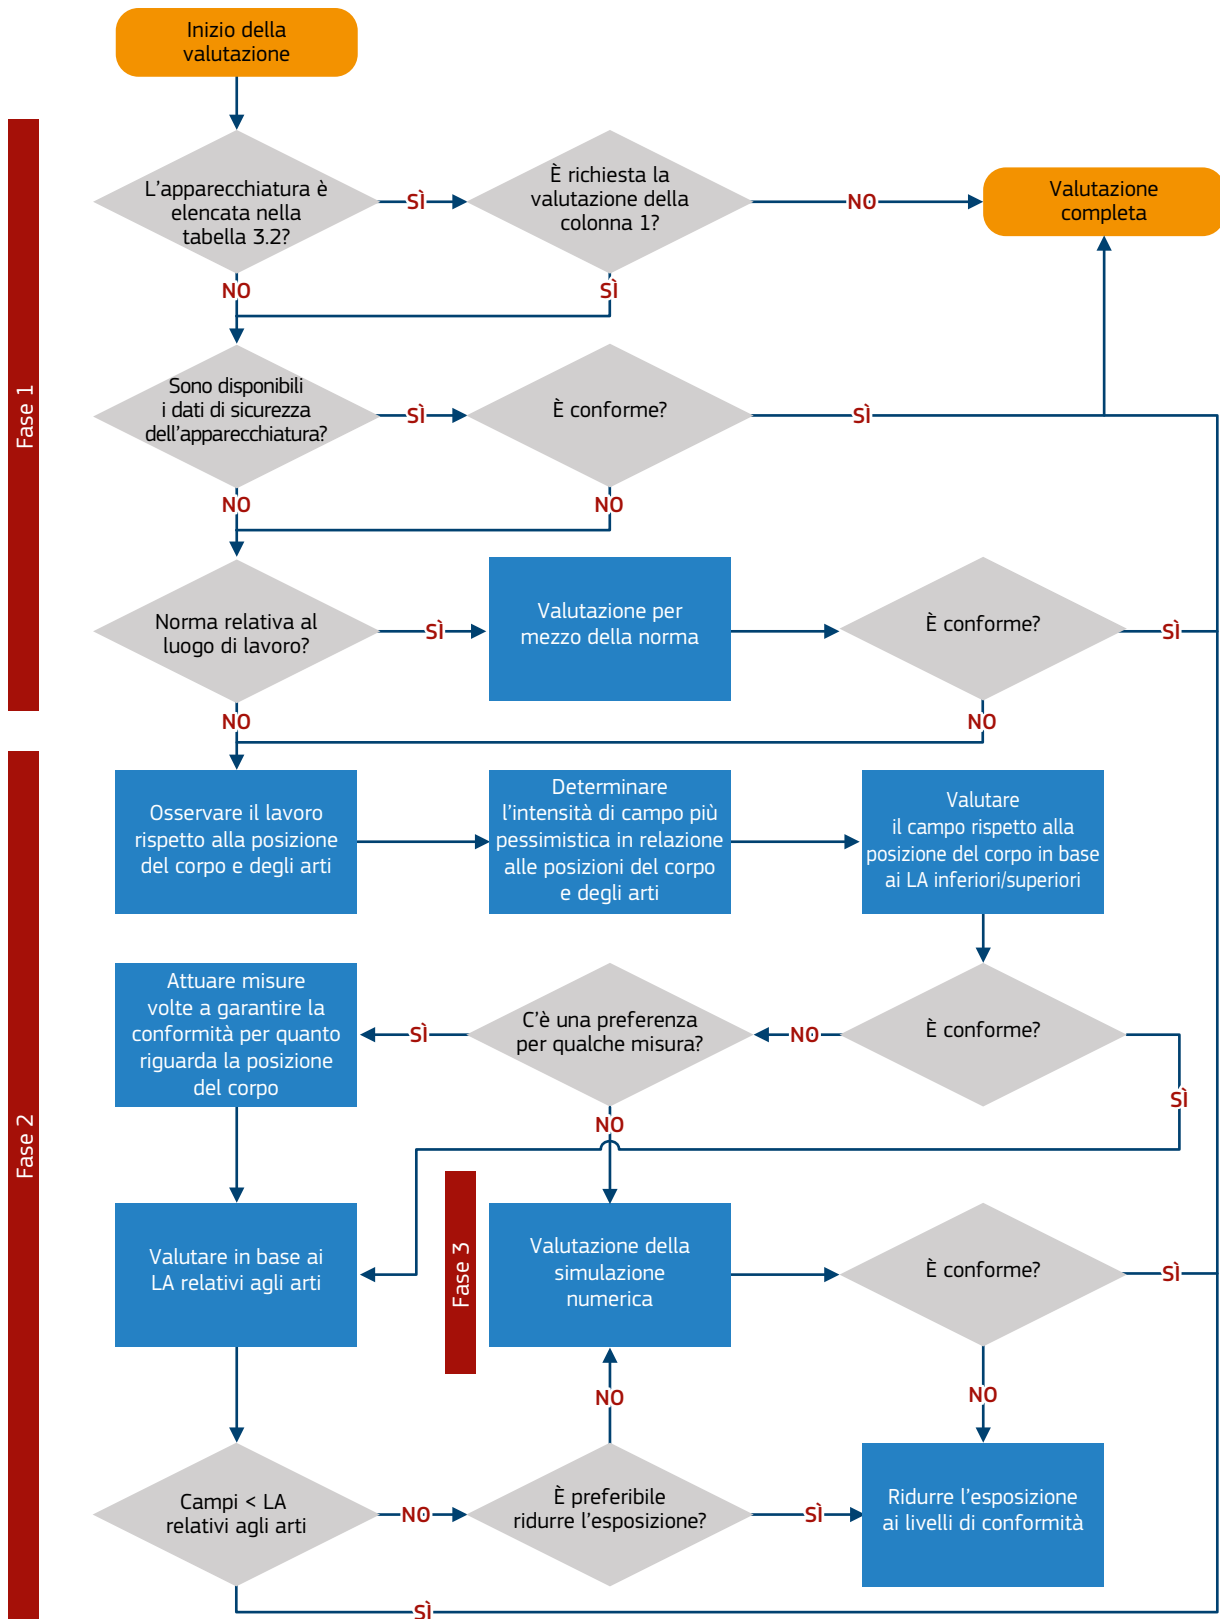 Inizio della
valutazione
Fase 1
L'apparecchiatura è
elencata nella
tabella 3.2?
SÌ
È richiesta la
valutazione della
colonna 1?
NO
Valutazione
completa
NO
SÌ
Sono disponibili
i dati di sicurezza
dell'apparecchiatura?
SÌ
È conforme?
SÌ
NO
NO
Norma relativa al
luogo di lavoro?
SÌ
Valutazione per
mezzo della norma
È conforme?
SÌ
NO
NO
Fase 2
Osservare il lavoro
rispetto alla posizione
del corpo e degli arti
Determinare
l'intensità di campo più
pessimistica in relazione
alle posizioni del corpo
e degli arti
Valutare
il campo rispetto alla
posizione del corpo in base
ai LA inferiori/superiori
Attuare misure
volte a garantire la
conformità per quanto
riguarda la posizione
del corpo
SÌ
C'è una preferenza
per qualche misura?
NO
È conforme?
SÌ
NO
Valutare in base ai
LA relativi agli arti
Fase 3
Valutazione della
simulazione
numerica
È conforme?
SÌ
NO
NO
Campi < LA
relativi agli arti
NO
È preferibile
ridurre l'esposizione?
SÌ
Ridurre l'esposizione
ai livelli di conformità
SÌ